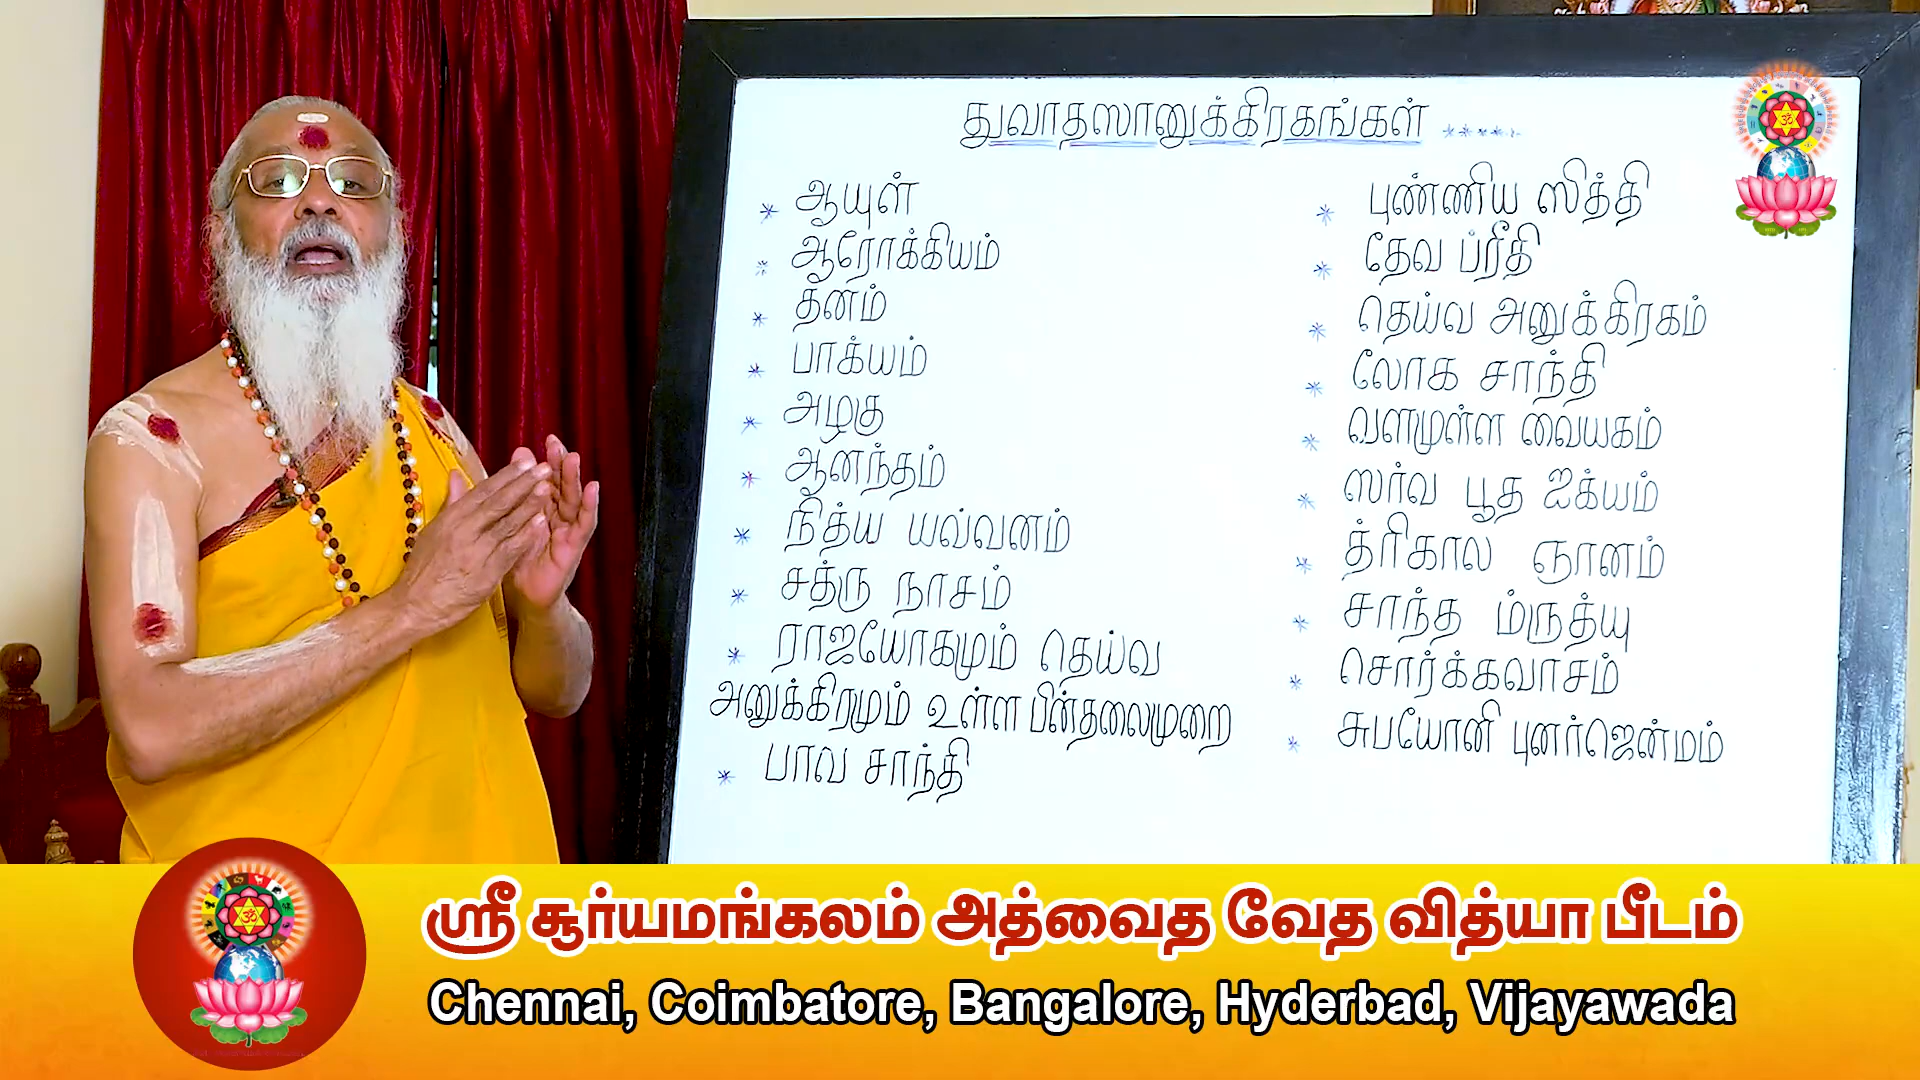 துவாதஸானுக்கிரகங்கள் *****
* ஆயுள்
* ஆரோக்கியம்
* தனம்
* பாக்யம்
* அழகு
* ஆனந்தம்
* நித்ய யவ்வனம்
* சத்ரு நாசம்
* ராஜயோகமும் தெய்வ
அனுக்கிரமும் உள்ள பின்தலைமுறை
* பாவ சாந்தி
* புண்ணிய ஸித்தி
* தேவ ப்ரீதி
* தெய்வ அனுக்கிரகம்
* லோக சாந்தி
* வளமுள்ள வையகம்
* ஸர்வ பூத ஐக்யம்
* த்ரிகால ஞானம்
* சாந்த ம்ருத்யு
* சொர்க்கவாசம்
* சுபயோனி புனர்ஜென்மம்
ஸ்ரீ சூர்யமங்கலம் அத்வைத வேத வித்யா பீடம்
Chennai, Coimbatore, Bangalore, Hyderbad, Vijayawada